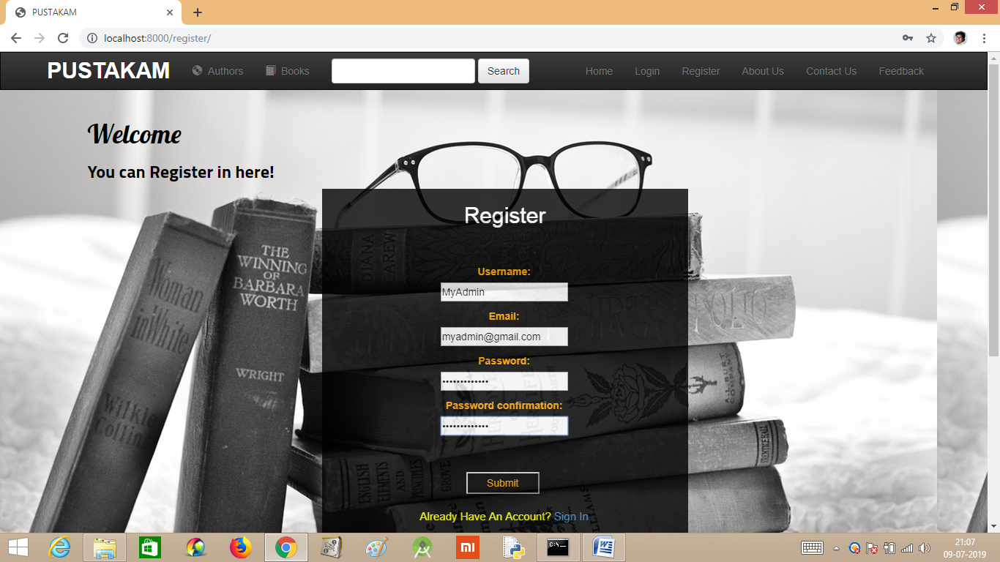 PUSTAKAM
localhost:8000/register/
PUSTAKAM Authors Books Search Home Login Register About Us Contact Us Feedback
Welcome
You can Register in here!
Register
Username:
MyAdmin
Email:
myadmin@gmail.com
Password:
•••••••••••••
Password confirmation:
•••••••••••••
Submit
Already Have An Account? Sign In
DIANA
CAREW
THE
WINNING
OF
BARBARA
WORTH
WRIGHT
Woman
in White
Wilkie
Collins
FOLIO
ENGLISH
ELEMENTS
AND
PRINCIPLES
GROVE
21:07
09-07-2019